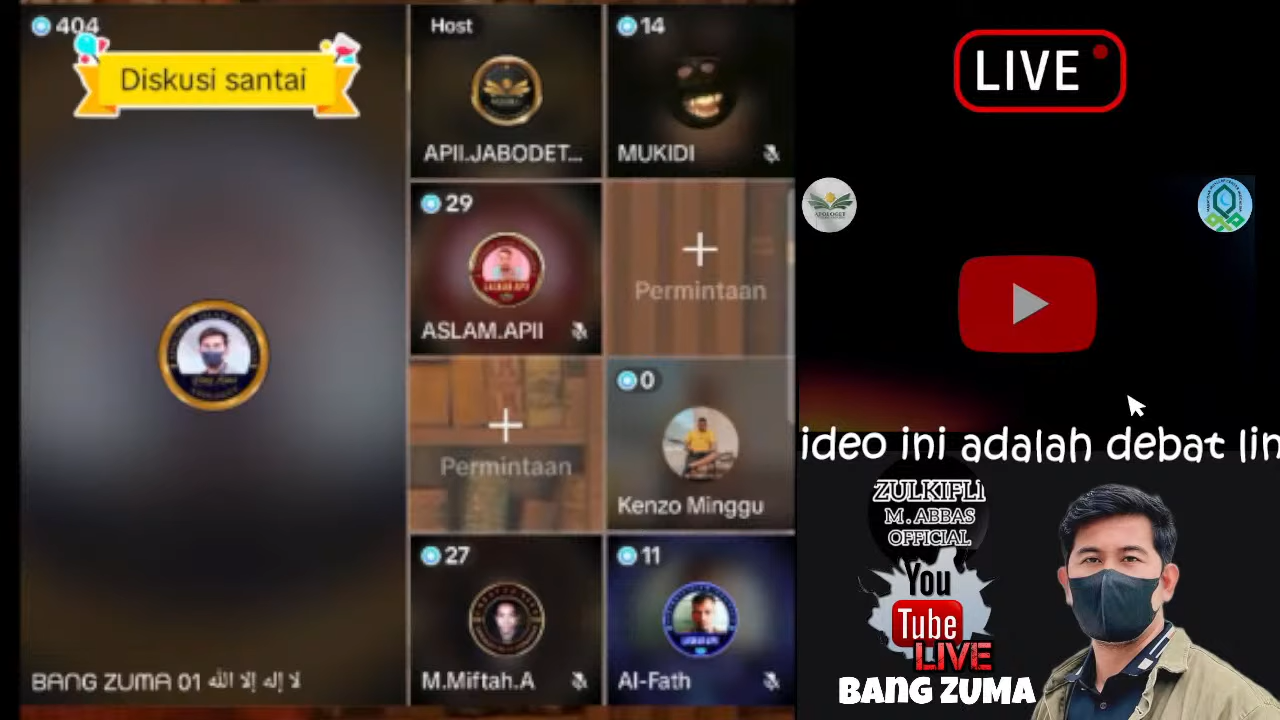 404
Diskusi santai
BANG ZUMA 01 لا إله إلا الله
Host
APII.JABODET...
14
MUKIDI
29
ASLAM.APII
Permintaan
Permintaan
0
Kenzo Minggu
27
M.Miftah.A
11
Al-Fath
LIVE
APOLOGET
ideo ini adalah debat lin
ZULKIFLI
M. ABBAS
OFFICIAL
You
Tube
LIVE
BANG ZUMA